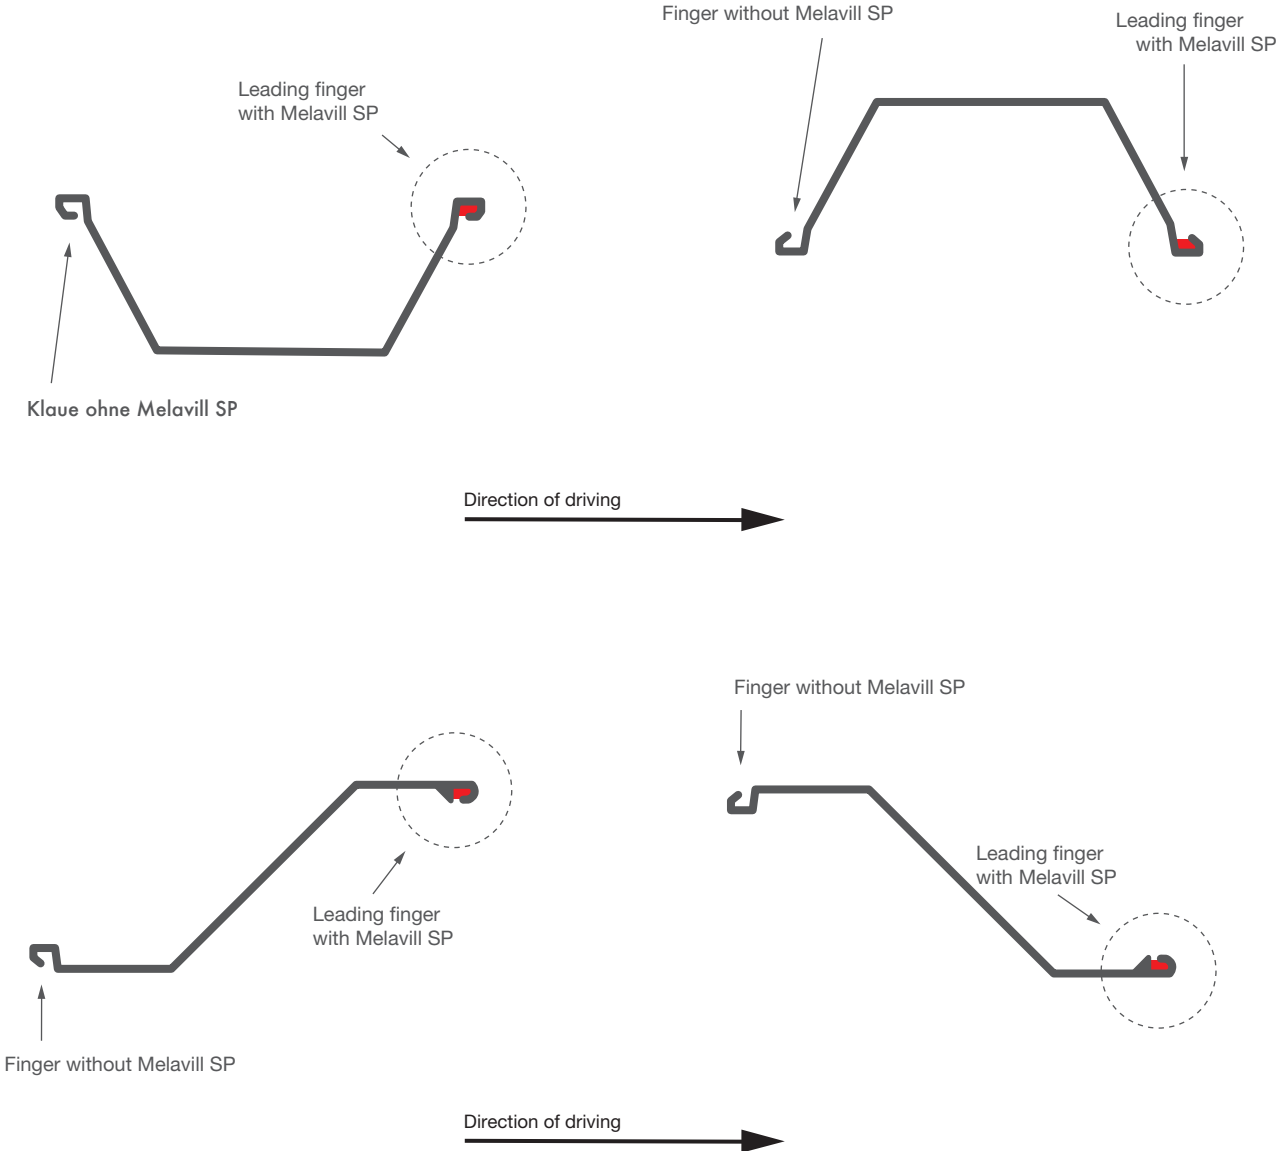 Finger without Melavill SP
Leading finger
with Melavill SP
Leading finger
with Melavill SP
Klaue ohne Melavill SP
Direction of driving
Finger without Melavill SP
Leading finger
with Melavill SP
Leading finger
with Melavill SP
Finger without Melavill SP
Direction of driving